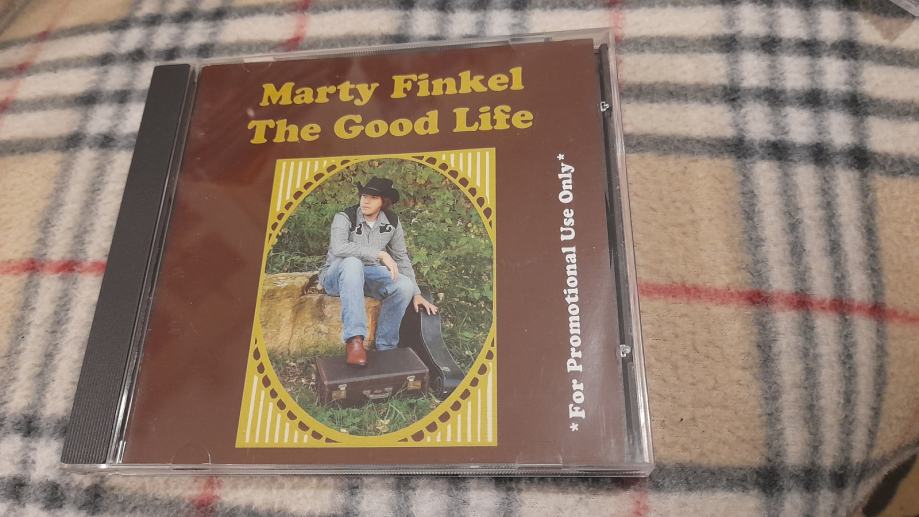 Marty Finkel
The Good Life
*For Promotional Use Only*